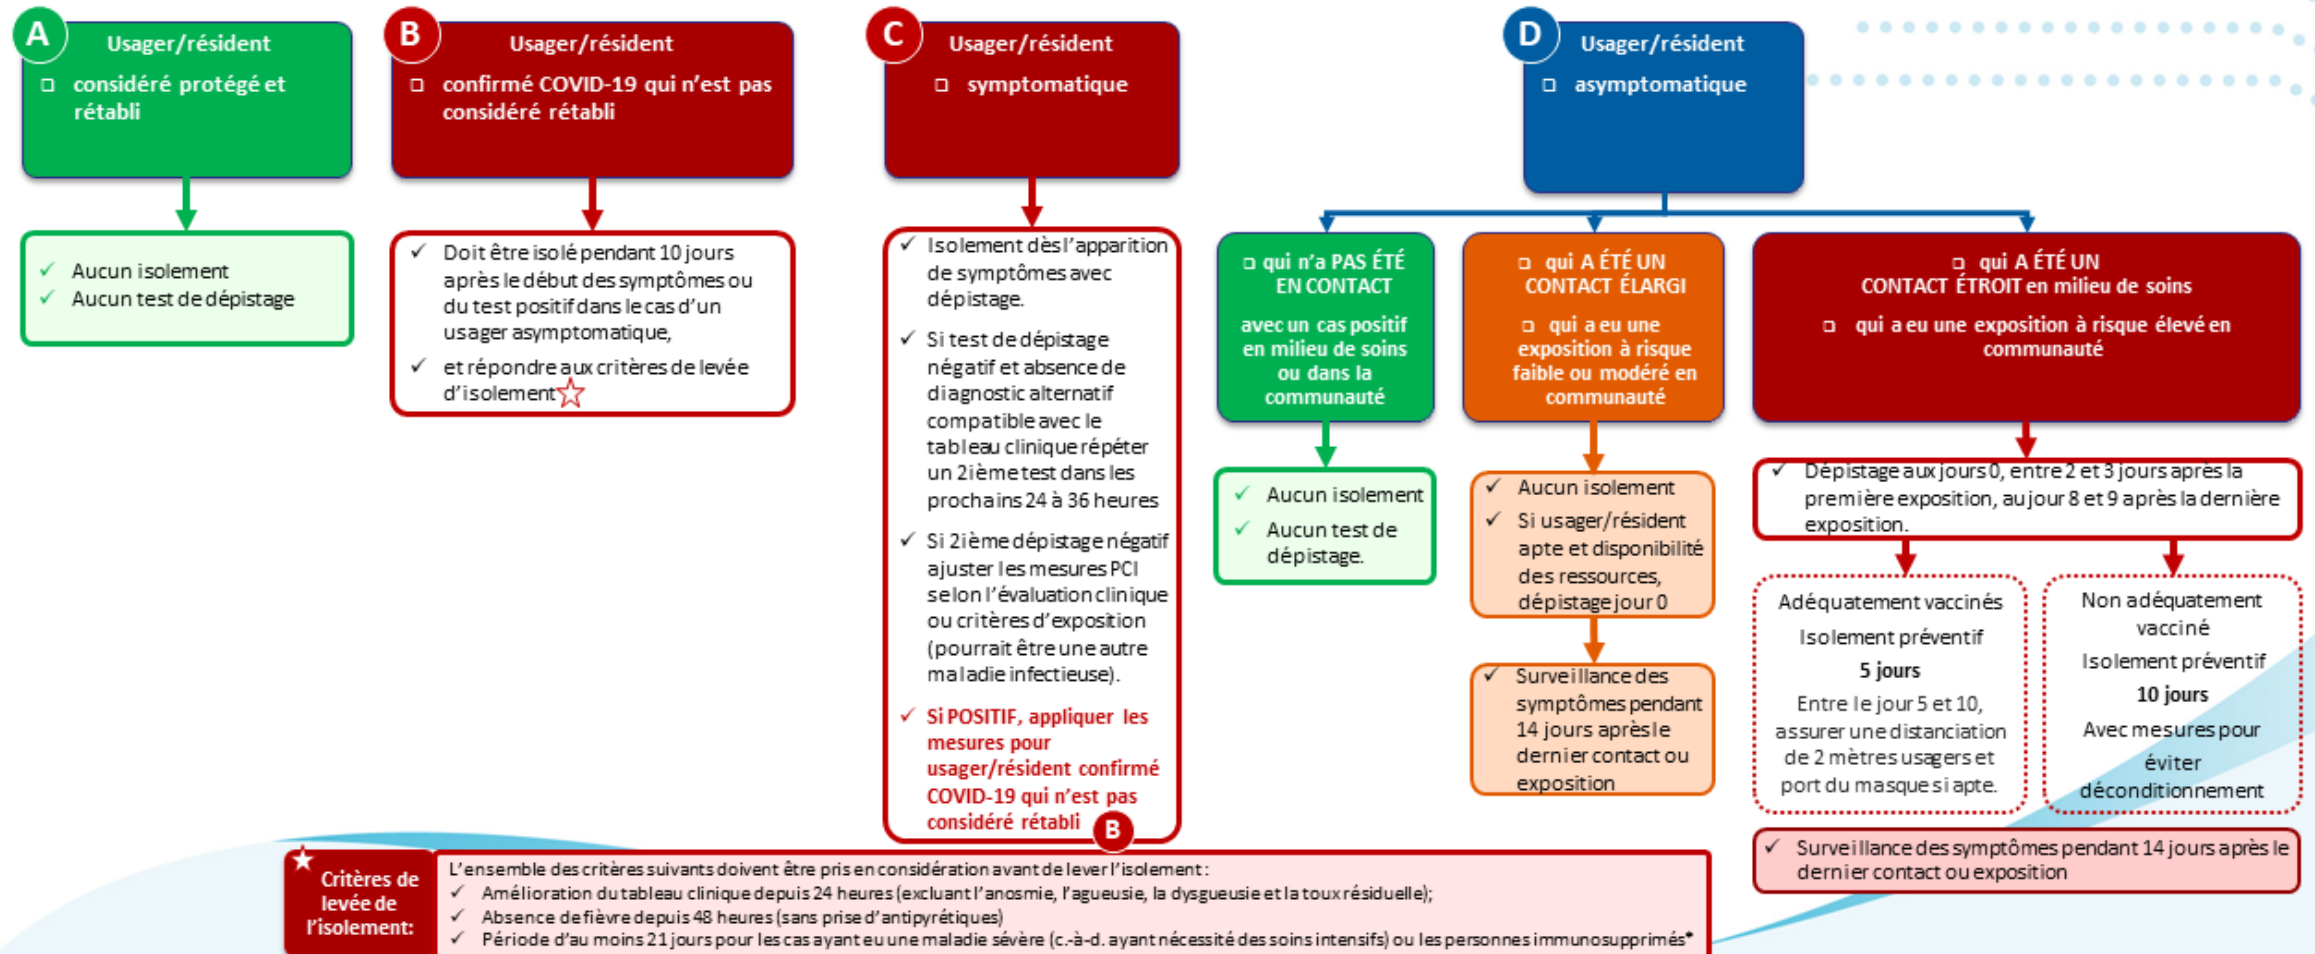 A
Usager/résident
□ considéré protégé et
rétabli
✓ Aucun isolement
✓ Aucun test de dépistage
B
Usager/résident
□ confirmé COVID-19 qui n'est pas
considéré rétabli
✓ Doit être isolé pendant 10 jours
après le début des symptômes ou
du test positif dans le cas d'un
usager asymptomatique,
✓ et répondre aux critères de levée
d'isolement☆
C
Usager/résident
□ symptomatique
✓ Isolement dès l'apparition
de symptômes avec
dépistage.
✓ Si test de dépistage
négatif et absence de
diagnostic alternatif
compatible avec le
tableau clinique répéter
un 2ième test dans les
prochains 24 à 36 heures
✓ Si 2ième dépistage négatif
ajuster les mesures PCI
selon l'évaluation clinique
ou critères d'exposition
(pourrait être une autre
maladie infectieuse).
✓ Si POSITIF, appliquer les
mesures pour
usager/résident confirmé
COVID-19 qui n'est pas
considéré rétabli
B
D
Usager/résident
□ asymptomatique
□ qui n'a PAS ÉTÉ
EN CONTACT
avec un cas positif
en milieu de soins
ou dans la
communauté
✓ Aucun isolement
✓ Aucun test de
dépistage.
□ qui A ÉTÉ UN
CONTACT ÉLARGI
□ qui a eu une
exposition à risque
faible ou modéré en
communauté
✓ Aucun isolement
✓ Si usager/résident
apte et disponibilité
des ressources,
dépistage jour 0
✓ Surveillance des
symptômes pendant
14 jours après le
dernier contact ou
exposition
□ qui A ÉTÉ UN
CONTACT ÉTROIT en milieu de soins
□ qui a eu une exposition à risque élevé en
communauté
✓ Dépistage aux jours 0, entre 2 et 3 jours après la
première exposition, au jour 8 et 9 après la dernière
exposition.
Adéquatement vaccinés
Isolement préventif
5 jours
Entre le jour 5 et 10,
assurer une distanciation
de 2 mètres usagers et
port du masque si apte.
Non adéquatement
vacciné
Isolement préventif
10 jours
Avec mesures pour
éviter
déconditionnement
✓ Surveillance des symptômes pendant 14 jours après le
dernier contact ou exposition
★ Critères de
levée de
l'isolement:
L'ensemble des critères suivants doivent être pris en considération avant de lever l'isolement :
✓ Amélioration du tableau clinique depuis 24 heures (excluant l'anosmie, l'agueusie, la dysgueusie et la toux résiduelle);
✓ Absence de fièvre depuis 48 heures (sans prise d'antipyrétiques)
✓ Période d'au moins 21 jours pour les cas ayant eu une maladie sévère (c.-à-d. ayant nécessité des soins intensifs) ou les personnes immunosupprimés*